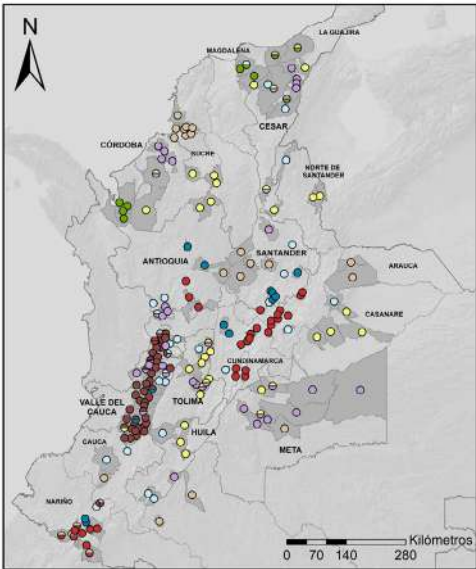 N
LA GUAJIRA
MAGDALENA
CESAR
CÓRDOBA
SUCRE
NORTE DE
SANTANDER
ANTIOQUIA
SANTANDER
ARAUCA
CASANARE
CUNDINAMARCA
VALLE DEL
CAUCA
TOLIMA
HUILA
META
CAUCA
NARIÑO
Kilómetros
0 70 140 280